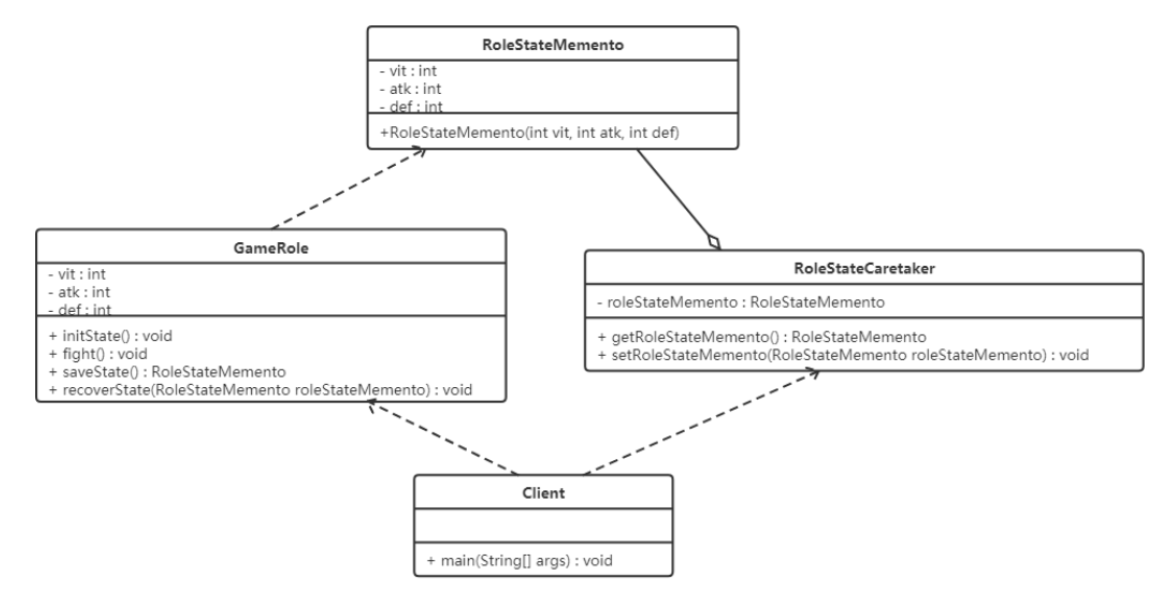 RoleStateMemento
- vit : int
- atk : int
- def : int
+RoleStateMemento(int vit, int atk, int def)
GameRole
- vit : int
- atk : int
- def : int
+ initState() : void
+ fight() : void
+ saveState() : RoleStateMemento
+ recoverState(RoleStateMemento roleStateMemento) : void
RoleStateCaretaker
- roleStateMemento : RoleStateMemento
+ getRoleStateMemento() : RoleStateMemento
+ setRoleStateMemento(RoleStateMemento roleStateMemento) : void
Client
+ main(String[] args) : void